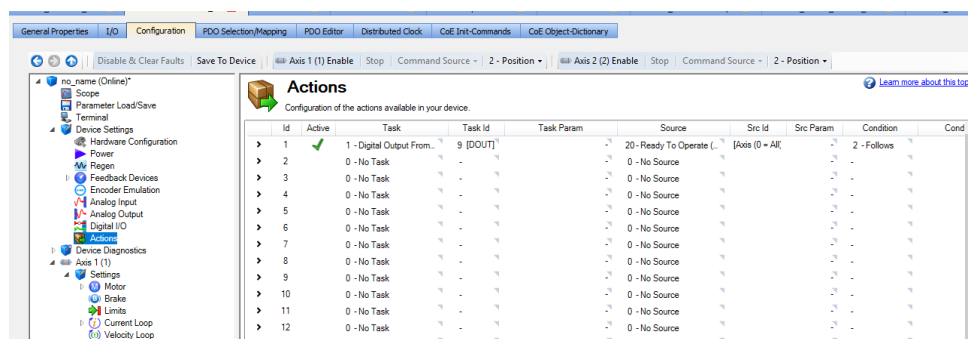 General Properties I/O Configuration PDO Selection/Mapping PDO Editor Distributed Clock CoE Init-Commands CoE Object-Dictionary
Disable & Clear Faults Save To Device Axis 1 (1) Enable Stop Command Source 2 - Position Axis 2 (2) Enable Stop Command Source 2 - Position
no_name (Online)*
Scope
Parameter Load/Save
Terminal
Device Settings
Hardware Configuration
Power
Regen
Feedback Devices
Encoder Emulation
Analog Input
Analog Output
Digital I/O
Actions
Device Diagnostics
Axis 1 (1)
Settings
Motor
Brake
Limits
Current Loop
Velocity Loop
Actions
Learn more about this top
Configuration of the actions available in your device.
Id Active Task Task Id Task Param Source Src Id Src Param Condition Cond
1 1 - Digital Output From... 9 [DOUT] - 20 - Ready To Operate (... [Axis (0 = All) - 2 - Follows
2 0 - No Task - - 0 - No Source - -
3 0 - No Task - - 0 - No Source - -
4 0 - No Task - - 0 - No Source - -
5 0 - No Task - - 0 - No Source - -
6 0 - No Task - - 0 - No Source - -
7 0 - No Task - - 0 - No Source - -
8 0 - No Task - - 0 - No Source - -
9 0 - No Task - - 0 - No Source - -
10 0 - No Task - - 0 - No Source - -
11 0 - No Task - - 0 - No Source - -
12 0 - No Task - - 0 - No Source - -